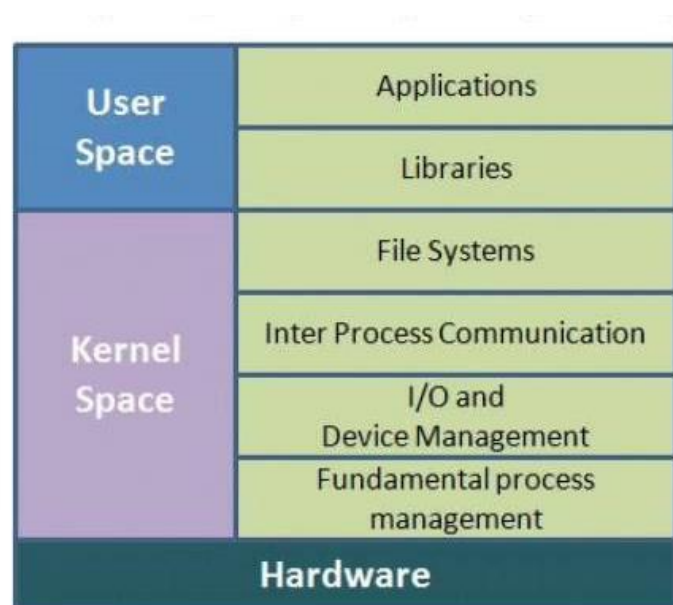 User
Space
Applications
Libraries
Kernel
Space
File Systems
Inter Process Communication
I/O and
Device Management
Fundamental process
management
Hardware